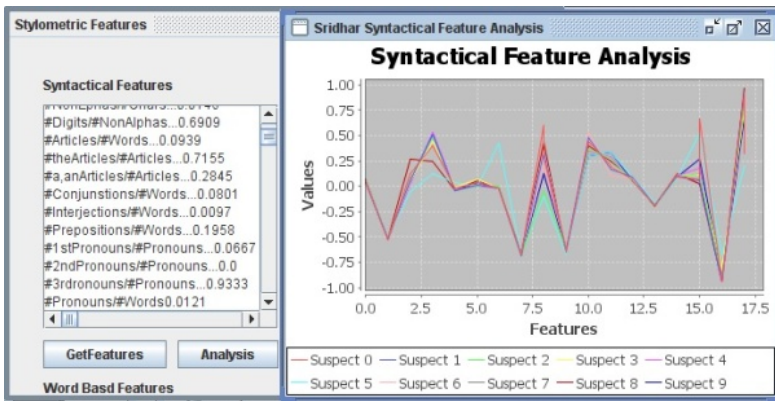 Stylometric Features
Syntactical Features
#Digits/#NonAlphas...0.6909
#Articles/#Words...0.0939
#theArticles/#Articles...0.7155
#a,anArticles/#Articles...0.2845
#Conjunstions/#Words...0.0801
#Interjections/#Words...0.0097
#Prepositions/#Words...0.1958
#1stPronouns/#Pronouns...0.0667
#2ndPronouns/#Pronouns...0.0
#3rdronouns/#Pronouns...0.9333
#Pronouns/#Words0.0121
GetFeatures Analysis
Word Basd Features
Sridhar Syntactical Feature Analysis
Syntactical Feature Analysis
Values
1.00
0.75
0.50
0.25
0.00
-0.25
-0.50
-0.75
-1.00
0.0 2.5 5.0 7.5 10.0 12.5 15.0 17.5
Features
Suspect 0 Suspect 1 Suspect 2 Suspect 3 Suspect 4
Suspect 5 Suspect 6 Suspect 7 Suspect 8 Suspect 9